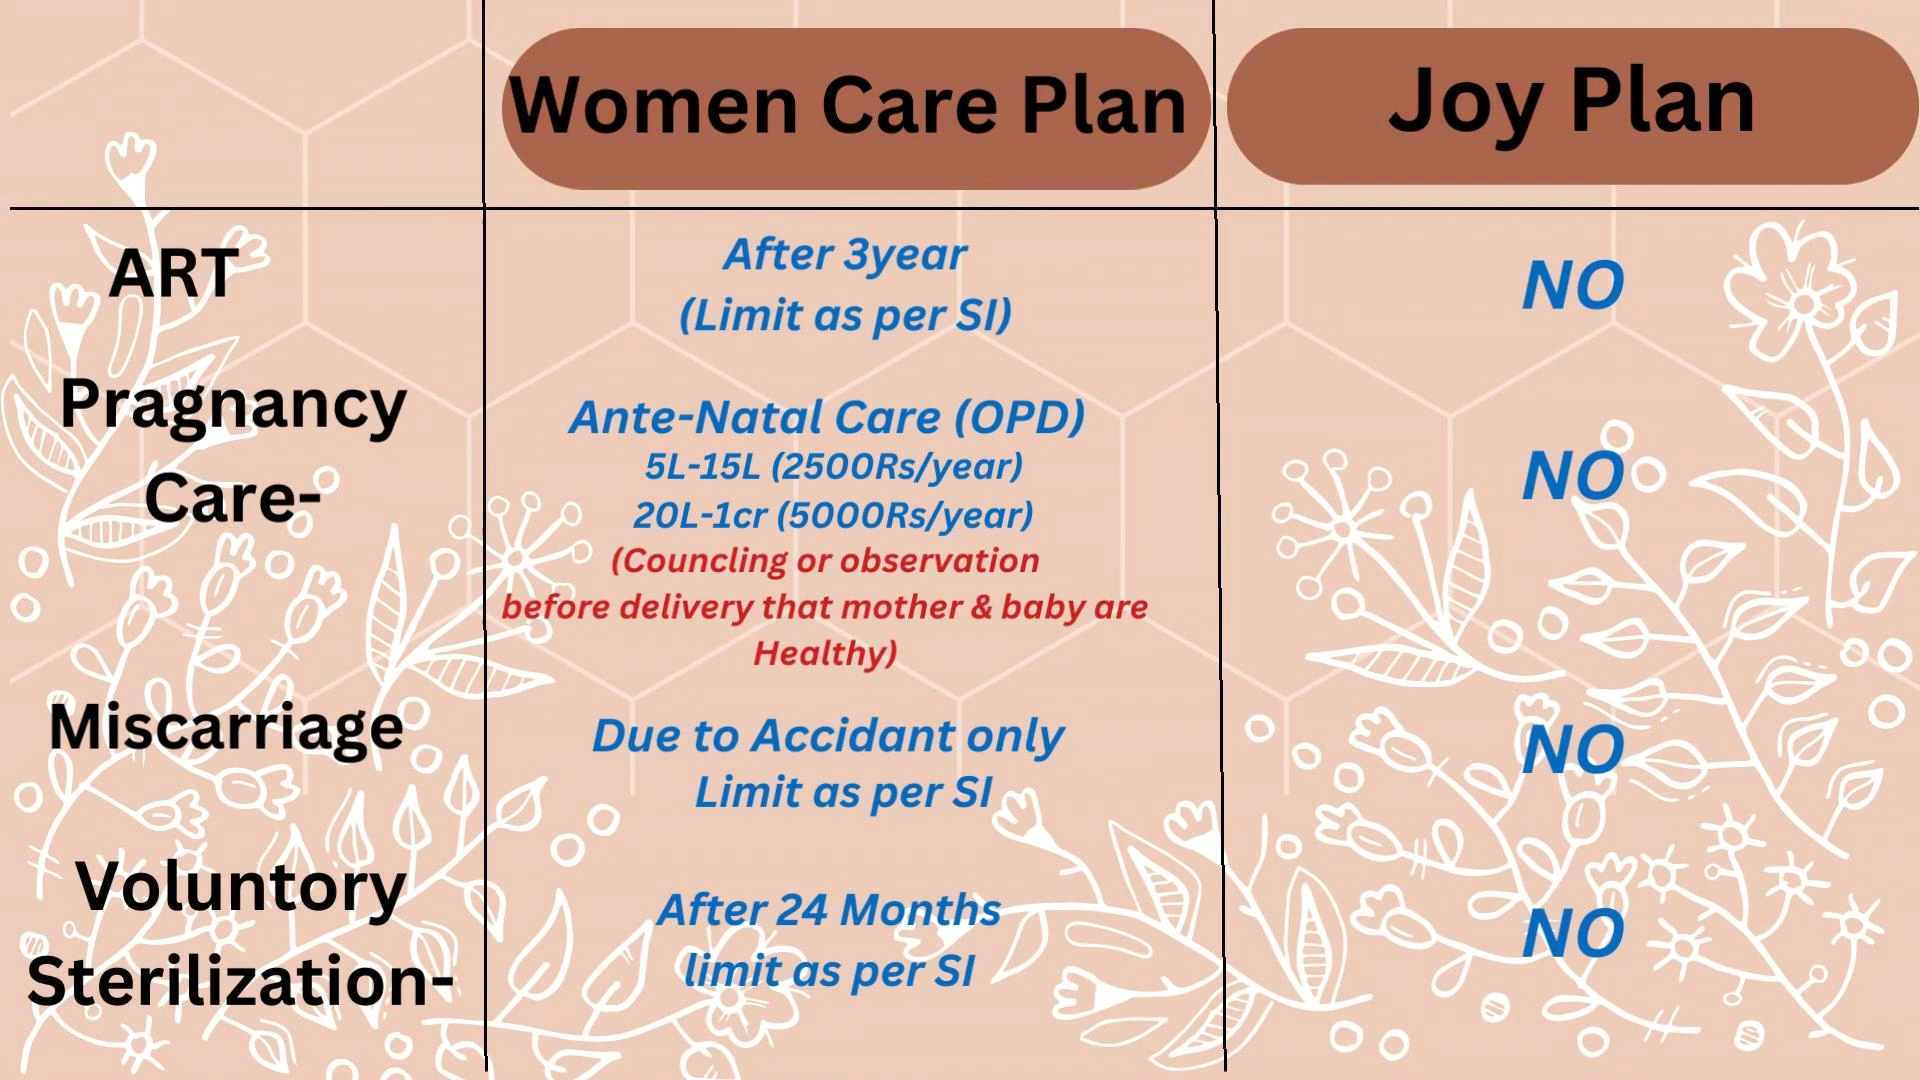 Women Care Plan
Joy Plan
ART
After 3year
(Limit as per SI)
NO
Pragnancy
Care-
Ante-Natal Care (OPD)
5L-15L (2500Rs/year)
20L-1cr (5000Rs/year)
(Councling or observation
before delivery that mother & baby are
Healthy)
NO
Miscarriage
Due to Accidant only
Limit as per SI
NO
Voluntory
Sterilization-
After 24 Months
limit as per SI
NO